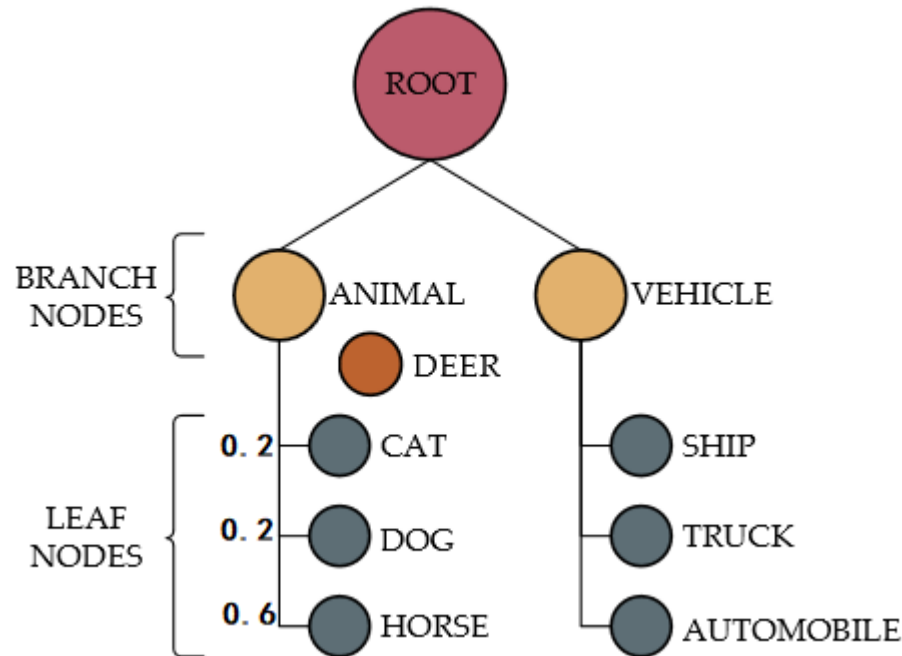 ROOT
BRANCH
NODES
ANIMAL
VEHICLE
DEER
0.2
CAT
SHIP
LEAF
NODES
0.2
DOG
TRUCK
0.6
HORSE
AUTOMOBILE